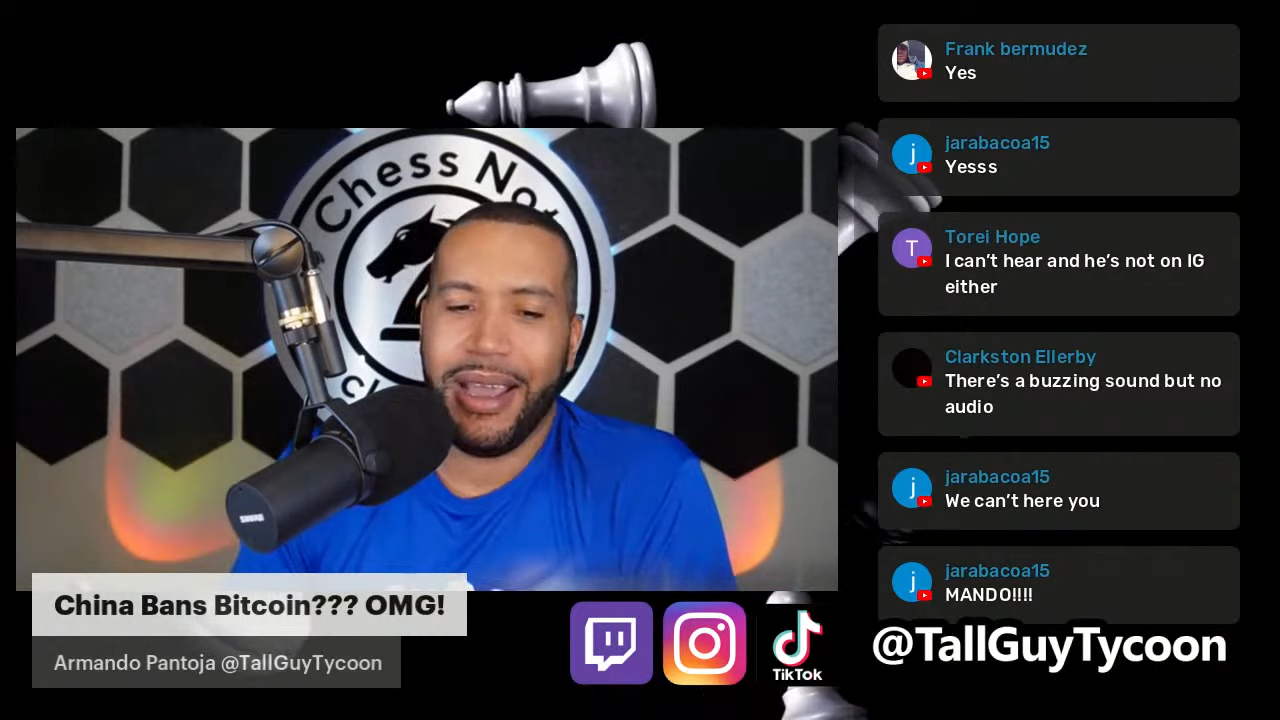 Chess Not
SHURE
China Bans Bitcoin??? OMG!
Armando Pantoja @TallGuyTycoon
TikTok
Frank bermudez
Yes
j
jarabacoa15
Yesss
T
Torei Hope
I can't hear and he's not on IG
either
Clarkston Ellerby
There's a buzzing sound but no
audio
j
jarabacoa15
We can't here you
j
jarabacoa15
MANDO!!!!
@TallGuyTycoon